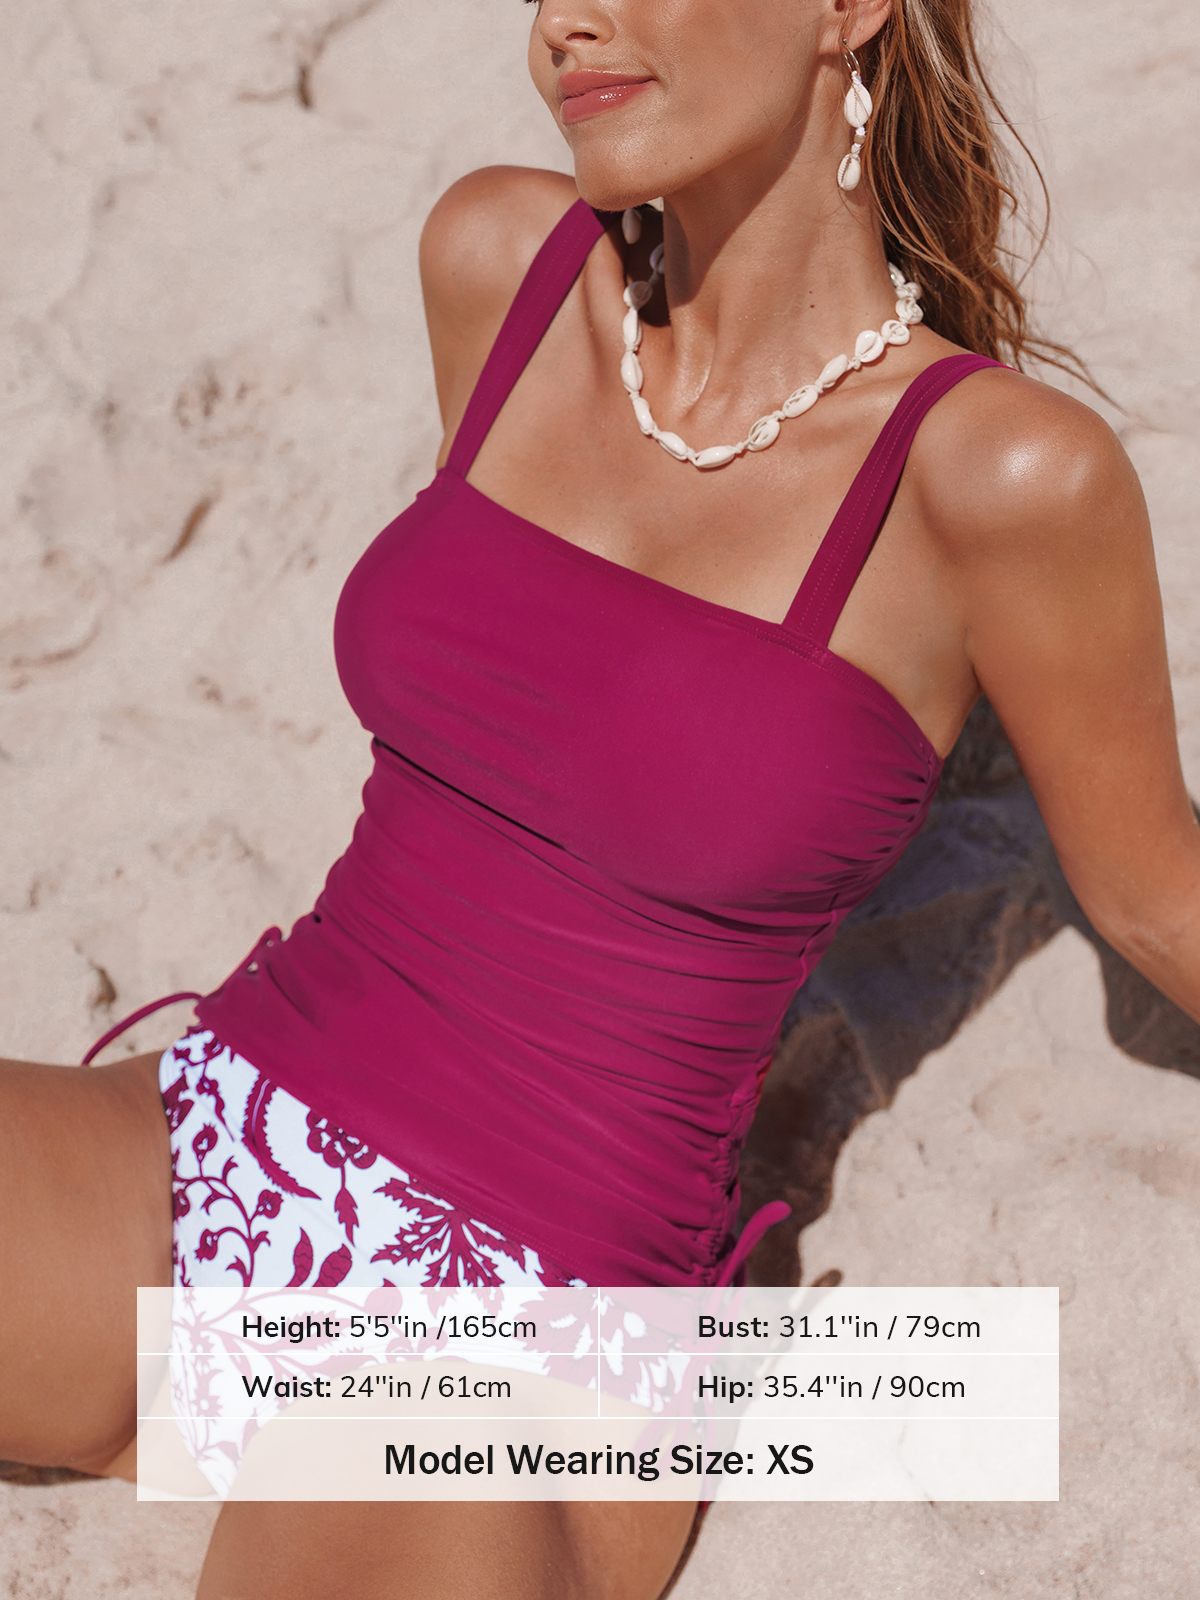 Height: 5'5''in /165cm
Bust: 31.1''in / 79cm
Waist: 24''in / 61cm
Hip: 35.4''in / 90cm
Model Wearing Size: XS